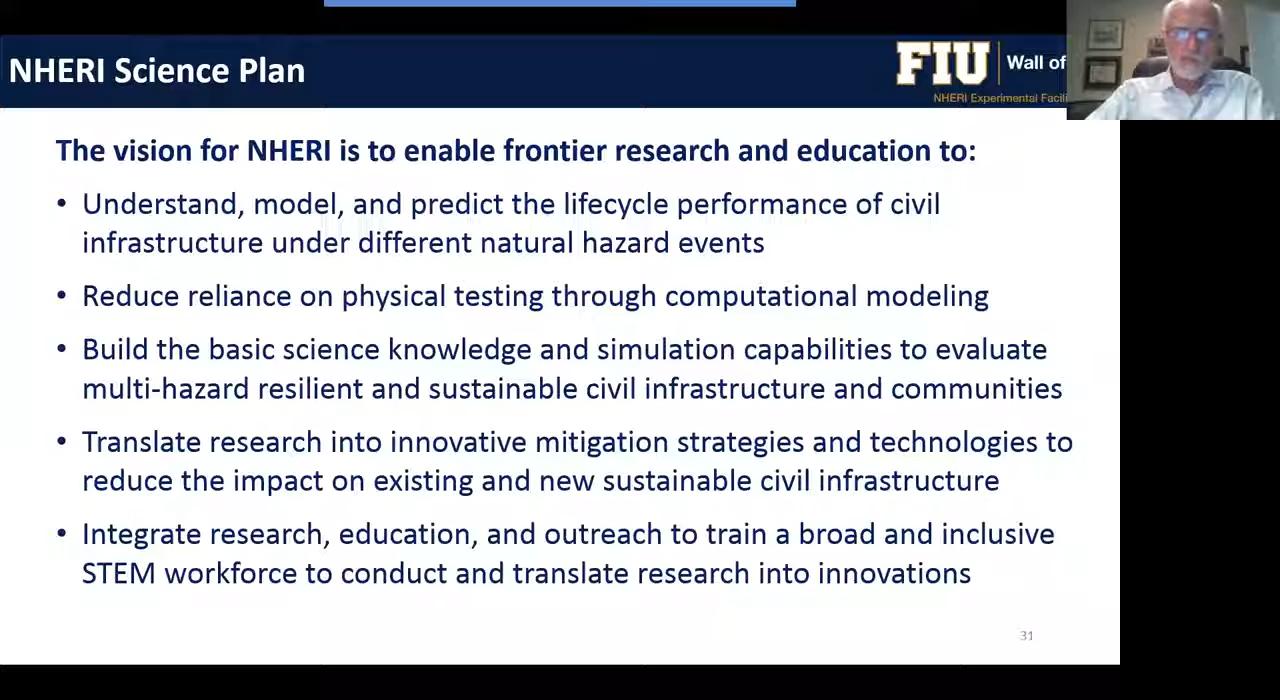 NHERI Science Plan
FIU
Wall of
NHERI Experimental
The vision for NHERI is to enable frontier research and education to:
• Understand, model, and predict the lifecycle performance of civil
infrastructure under different natural hazard events
• Reduce reliance on physical testing through computational modeling
• Build the basic science knowledge and simulation capabilities to evaluate
multi-hazard resilient and sustainable civil infrastructure and communities
• Translate research into innovative mitigation strategies and technologies to
reduce the impact on existing and new sustainable civil infrastructure
• Integrate research, education, and outreach to train a broad and inclusive
STEM workforce to conduct and translate research into innovations
31